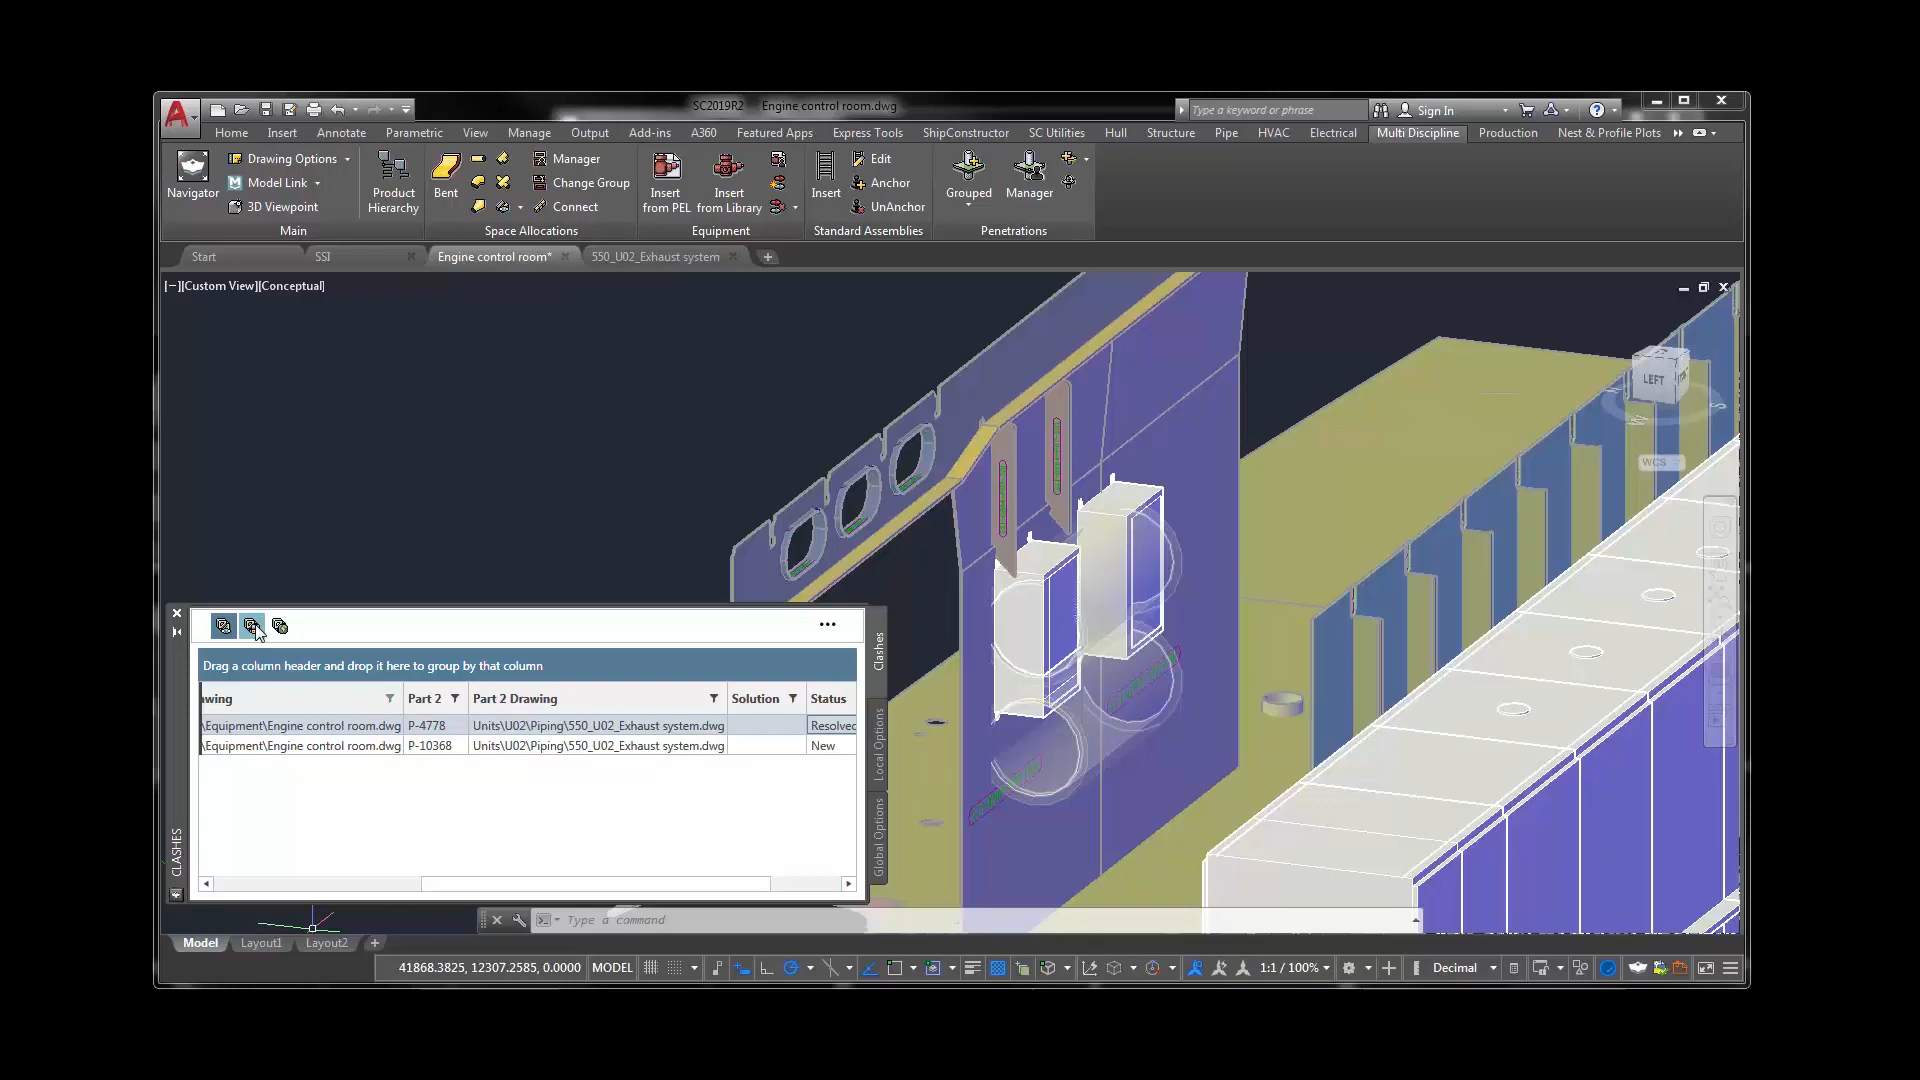 SC2019R2 Engine control room.dwg
Type a keyword or phrase
Sign In
Home Insert Annotate Parametric View Manage Output Add-ins A360 Featured Apps Express Tools ShipConstructor SC Utilities Hull Structure Pipe HVAC Electrical Multi Discipline Production Nest & Profile Plots
Navigator
Drawing Options
Model Link
3D Viewpoint
Product
Hierarchy
Bent
Manager
Change Group
Connect
Insert
from PEL
Insert
from Library
Insert
Edit
Anchor
UnAnchor
Grouped
Manager
Main Space Allocations Equipment Standard Assemblies Penetrations
Start SSI Engine control room* 550_U02_Exhaust system
[−][Custom View][Conceptual]
LEFT
S
W
WCS
CLASHES
Clashes
Local Options
Global Options
Drag a column header and drop it here to group by that column
wing Part 2 Part 2 Drawing Solution Status
\Equipment\Engine control room.dwg P-4778 Units\U02\Piping\550_U02_Exhaust system.dwg Resolved
\Equipment\Engine control room.dwg P-10368 Units\U02\Piping\550_U02_Exhaust system.dwg New
Type a command
Model Layout1 Layout2
41868.3825, 12307.2585, 0.0000 MODEL 1:1 / 100% Decimal